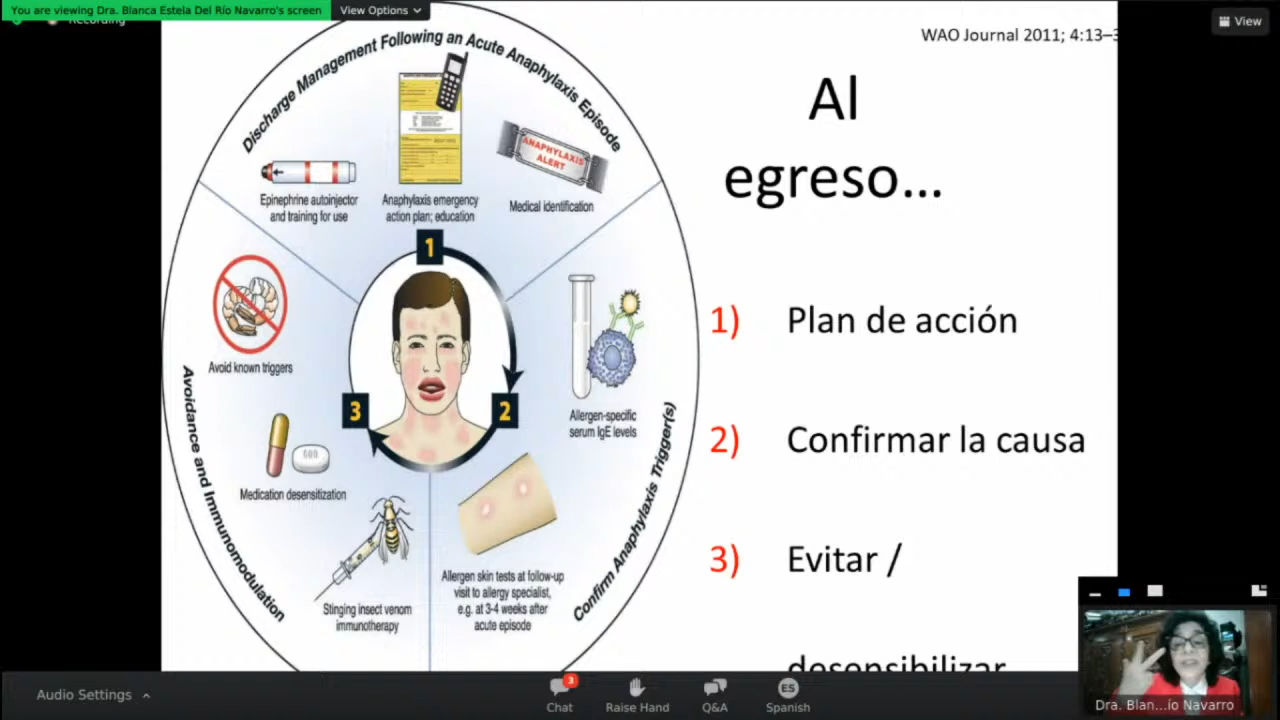 You are viewing Dra. Blanca Estela Del Río Navarro's screen
View Options
Recording
View
WAO Journal 2011; 4:13–3
Discharge Management Following an Acute Anaphylaxis Episode
ANAPHYLAXIS
ALERT
Epinephrine autoinjector
and training for use
Anaphylaxis emergency
action plan; education
Medical identification
1
Avoid known triggers
Allergen-specific
serum IgE levels
3
2
Medication desensitization
Avoidance and Immunomodulation
Stinging insect venom
immunotherapy
Allergen skin tests at follow-up
visit to allergy specialist,
e.g. at 3-4 weeks after
acute episode
Confirm Anaphylaxis Trigger(s)
Al
egreso...
1) Plan de acción
2) Confirmar la causa
3) Evitar /
desensibilizar
Dra. Blan...ío Navarro
Audio Settings
3
Chat
Raise Hand
Q&A
ES
Spanish